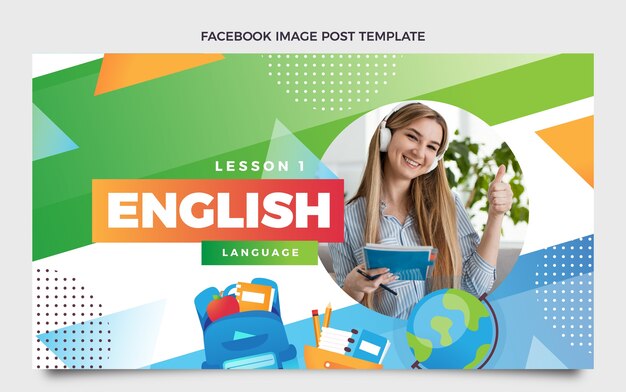 FACEBOOK IMAGE POST TEMPLATE
LESSON 1
ENGLISH
LANGUAGE